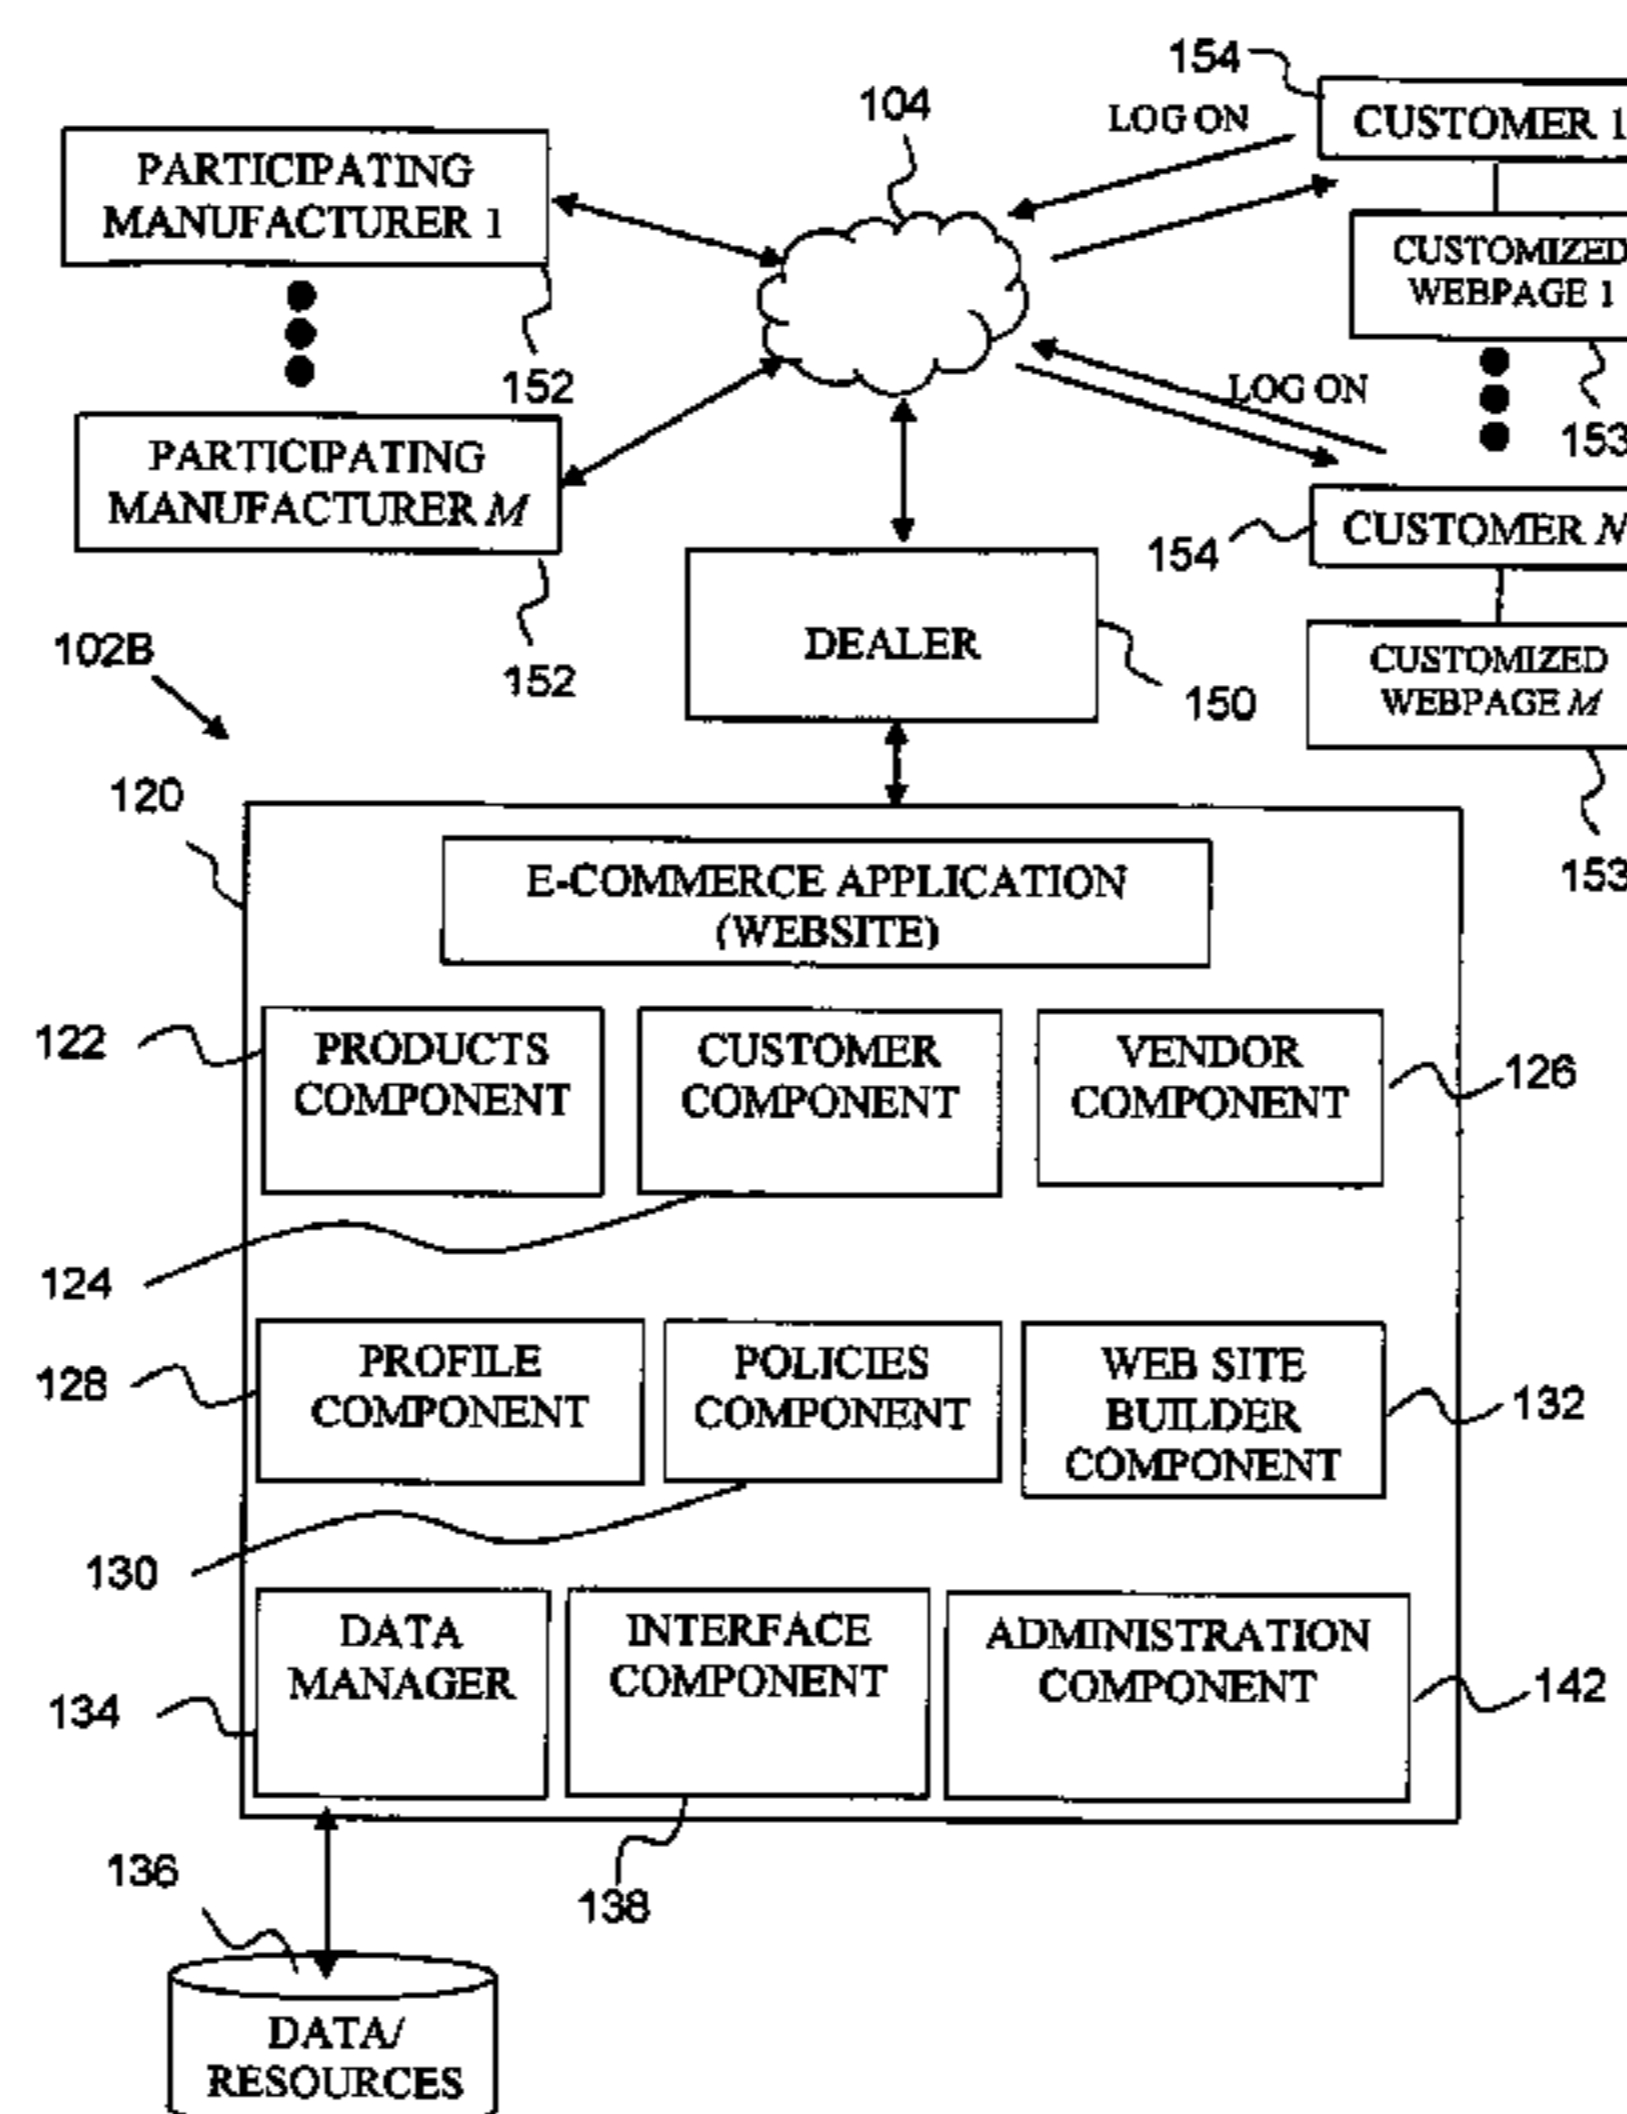 154
104
LOG ON
CUSTOMER 1
PARTICIPATING
MANUFACTURER 1
CUSTOMIZED
WEBPAGE 1
152
LOG ON
153
PARTICIPATING
MANUFACTURER M
154
CUSTOMER N
DEALER
102B
152
150
CUSTOMIZED
WEBPAGE M
120
153
E-COMMERCE APPLICATION
(WEBSITE)
122
PRODUCTS
COMPONENT
CUSTOMER
COMPONENT
VENDOR
COMPONENT
126
124
128
PROFILE
COMPONENT
POLICIES
COMPONENT
WEB SITE
BUILDER
COMPONENT
132
130
DATA
MANAGER
INTERFACE
COMPONENT
ADMINISTRATION
COMPONENT
134
142
136
138
DATA/
RESOURCES